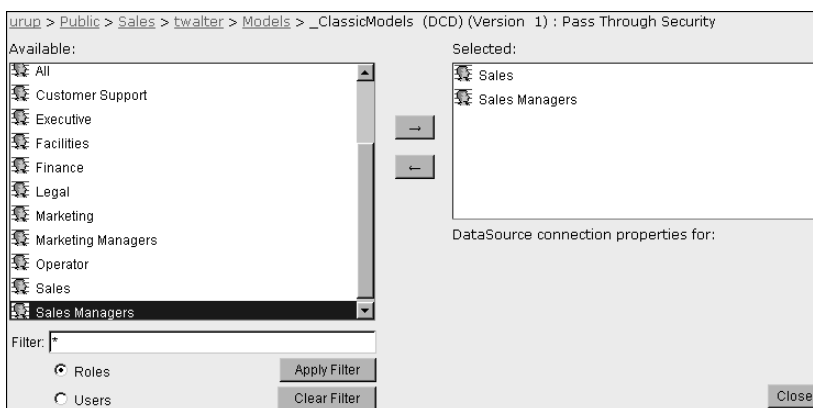 urup > Public > Sales > twalter > Models > _ClassicModels (DCD) (Version 1) : Pass Through Security
Available:
All
Customer Support
Executive
Facilities
Finance
Legal
Marketing
Marketing Managers
Operator
Sales
Sales Managers
Filter: *
Roles
Apply Filter
Users
Clear Filter
→
←
Selected:
Sales
Sales Managers
DataSource connection properties for:
Close